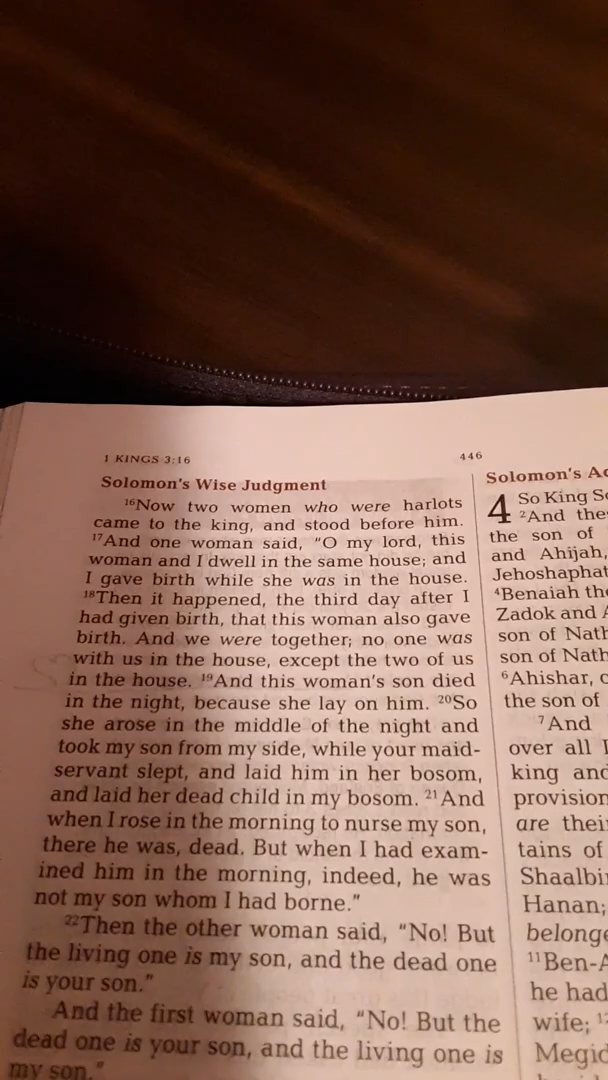 1 KINGS 3:16
446
Solomon's Wise Judgment
16Now two women who were harlots
came to the king, and stood before him.
17And one woman said, “O my lord, this
woman and I dwell in the same house; and
I gave birth while she was in the house.
18Then it happened, the third day after I
had given birth, that this woman also gave
birth. And we were together; no one was
with us in the house, except the two of us
in the house. 19And this woman's son died
in the night, because she lay on him. 20So
she arose in the middle of the night and
took my son from my side, while your maid-
servant slept, and laid him in her bosom,
and laid her dead child in my bosom. 21And
when I rose in the morning to nurse my son,
there he was, dead. But when I had exam-
ined him in the morning, indeed, he was
not my son whom I had borne.”
22Then the other woman said, “No! But
the living one is my son, and the dead one
is your son.”
And the first woman said, “No! But the
dead one is your son, and the living one is
my son.”
Solomon's
4 So King
2And
the son of
and Ahijah,
4Benaiah
Zadok and
son of
son of
6Ahishar,
the son of
7And
over all
king and
are
tains of
Hanan;
11
he had
wife;